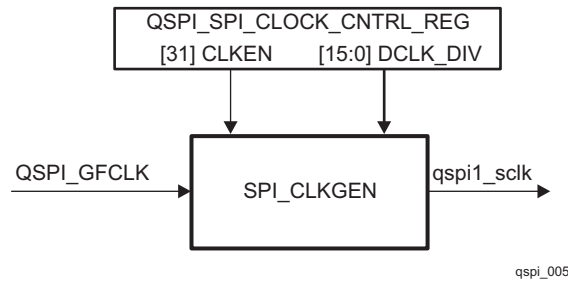 QSPI_SPI_CLOCK_CNTRL_REG
[31] CLKEN [15:0] DCLK_DIV
QSPI_GFCLK
SPI_CLKGEN
qspi1_sclk
qspi_005